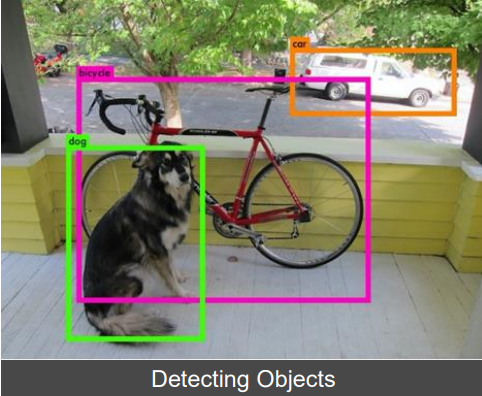 car
bicycle
dog
Detecting Objects